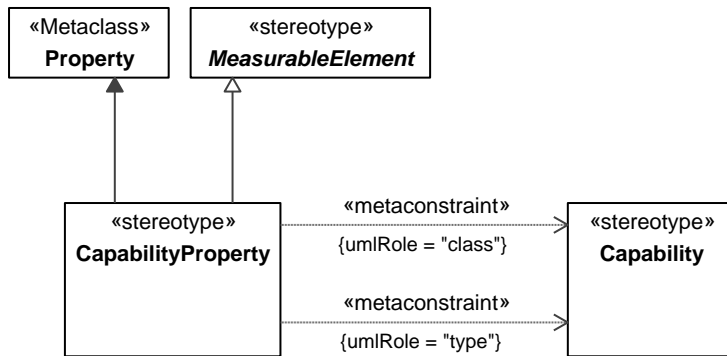 «Metaclass»
Property
«stereotype»
MeasurableElement
«stereotype»
CapabilityProperty
«metaconstraint»
{umlRole = "class"}
«metaconstraint»
{umlRole = "type"}
«stereotype»
Capability